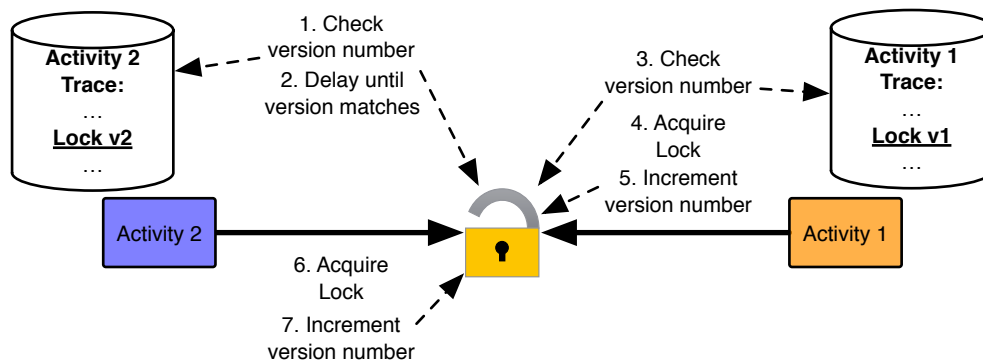 Activity 2
Trace:
…
Lock v2
…
1. Check
version number
2. Delay until
version matches
3. Check
version number
4. Acquire
Lock
5. Increment
version number
Activity 1
Trace:
…
Lock v1
…
Activity 2
Activity 1
6. Acquire
Lock
7. Increment
version number